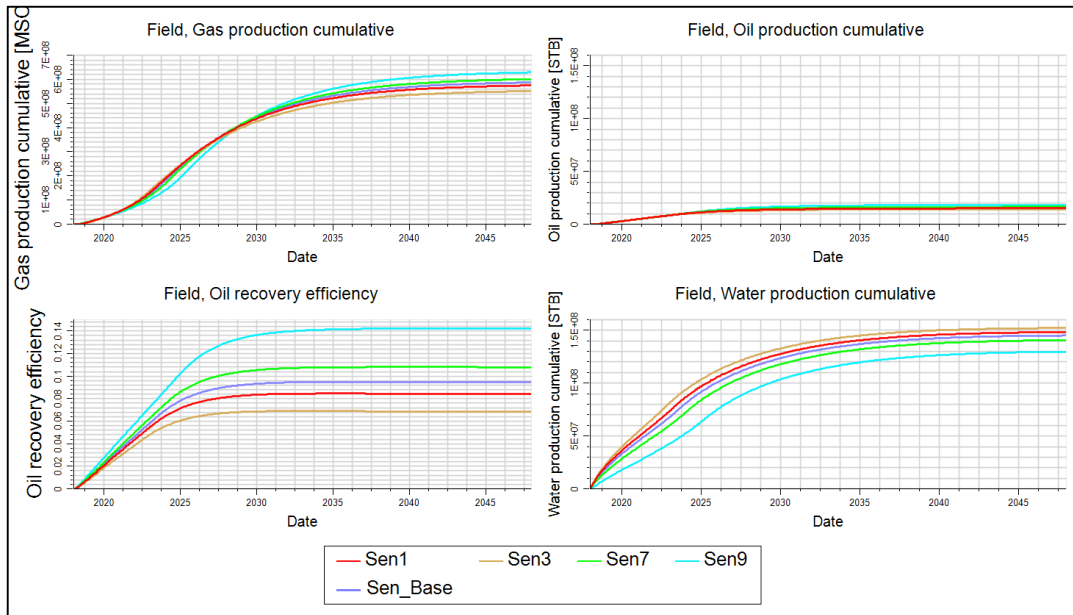 Field, Gas production cumulative
Gas production cumulative [MSC
0
1E+08
2E+08
3E+08
4E+08
5E+08
6E+08
7E+08
2020 2025 2030 2035 2040 2045
Date
Field, Oil production cumulative
Oil production cumulative [STB]
0
5E+07
1E+08
1.5E+08
2020 2025 2030 2035 2040 2045
Date
Field, Oil recovery efficiency
Oil recovery efficiency
0
0.02
0.04
0.06
0.08
0.1
0.12
0.14
2020 2025 2030 2035 2040 2045
Date
Field, Water production cumulative
Water production cumulative [STB]
0
5E+07
1E+08
1.5E+08
2020 2025 2030 2035 2040 2045
Date
Sen1 Sen3 Sen7 Sen9
Sen_Base